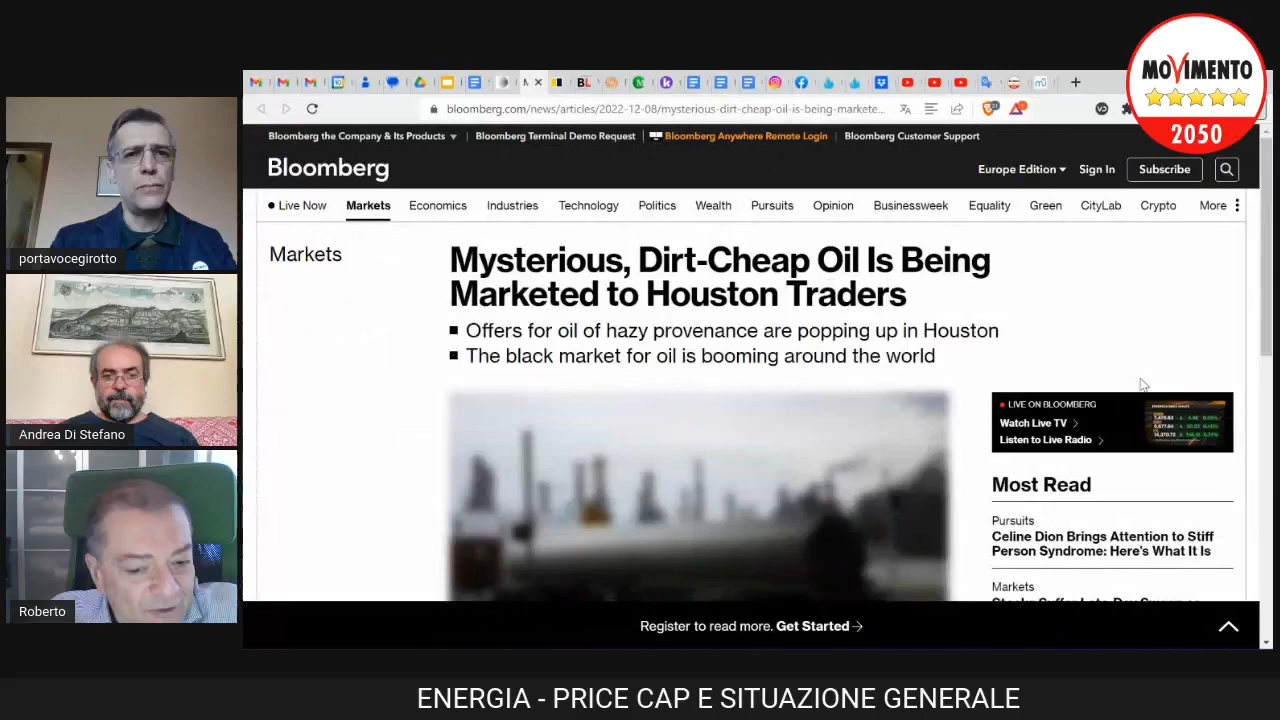 MOVIMENTO
2050
bloomberg.com/news/articles/2022-12-08/mysterious-dirt-cheap-oil-is-being-markete...
Bloomberg the Company & Its Products
Bloomberg Terminal Demo Request
Bloomberg Anywhere Remote Login
Bloomberg Customer Support
Bloomberg
Europe Edition
Sign In
Subscribe
Live Now
Markets
Economics
Industries
Technology
Politics
Wealth
Pursuits
Opinion
Businessweek
Equality
Green
CityLab
Crypto
More
Markets
Mysterious, Dirt-Cheap Oil Is Being
Marketed to Houston Traders
Offers for oil of hazy provenance are popping up in Houston
The black market for oil is booming around the world
LIVE ON BLOOMBERG
Watch Live TV
Listen to Live Radio
Most Read
Pursuits
Celine Dion Brings Attention to Stiff
Person Syndrome: Here's What It Is
Markets
Register to read more. Get Started
portavocegirotto
Andrea Di Stefano
Roberto
ENERGIA - PRICE CAP E SITUAZIONE GENERALE